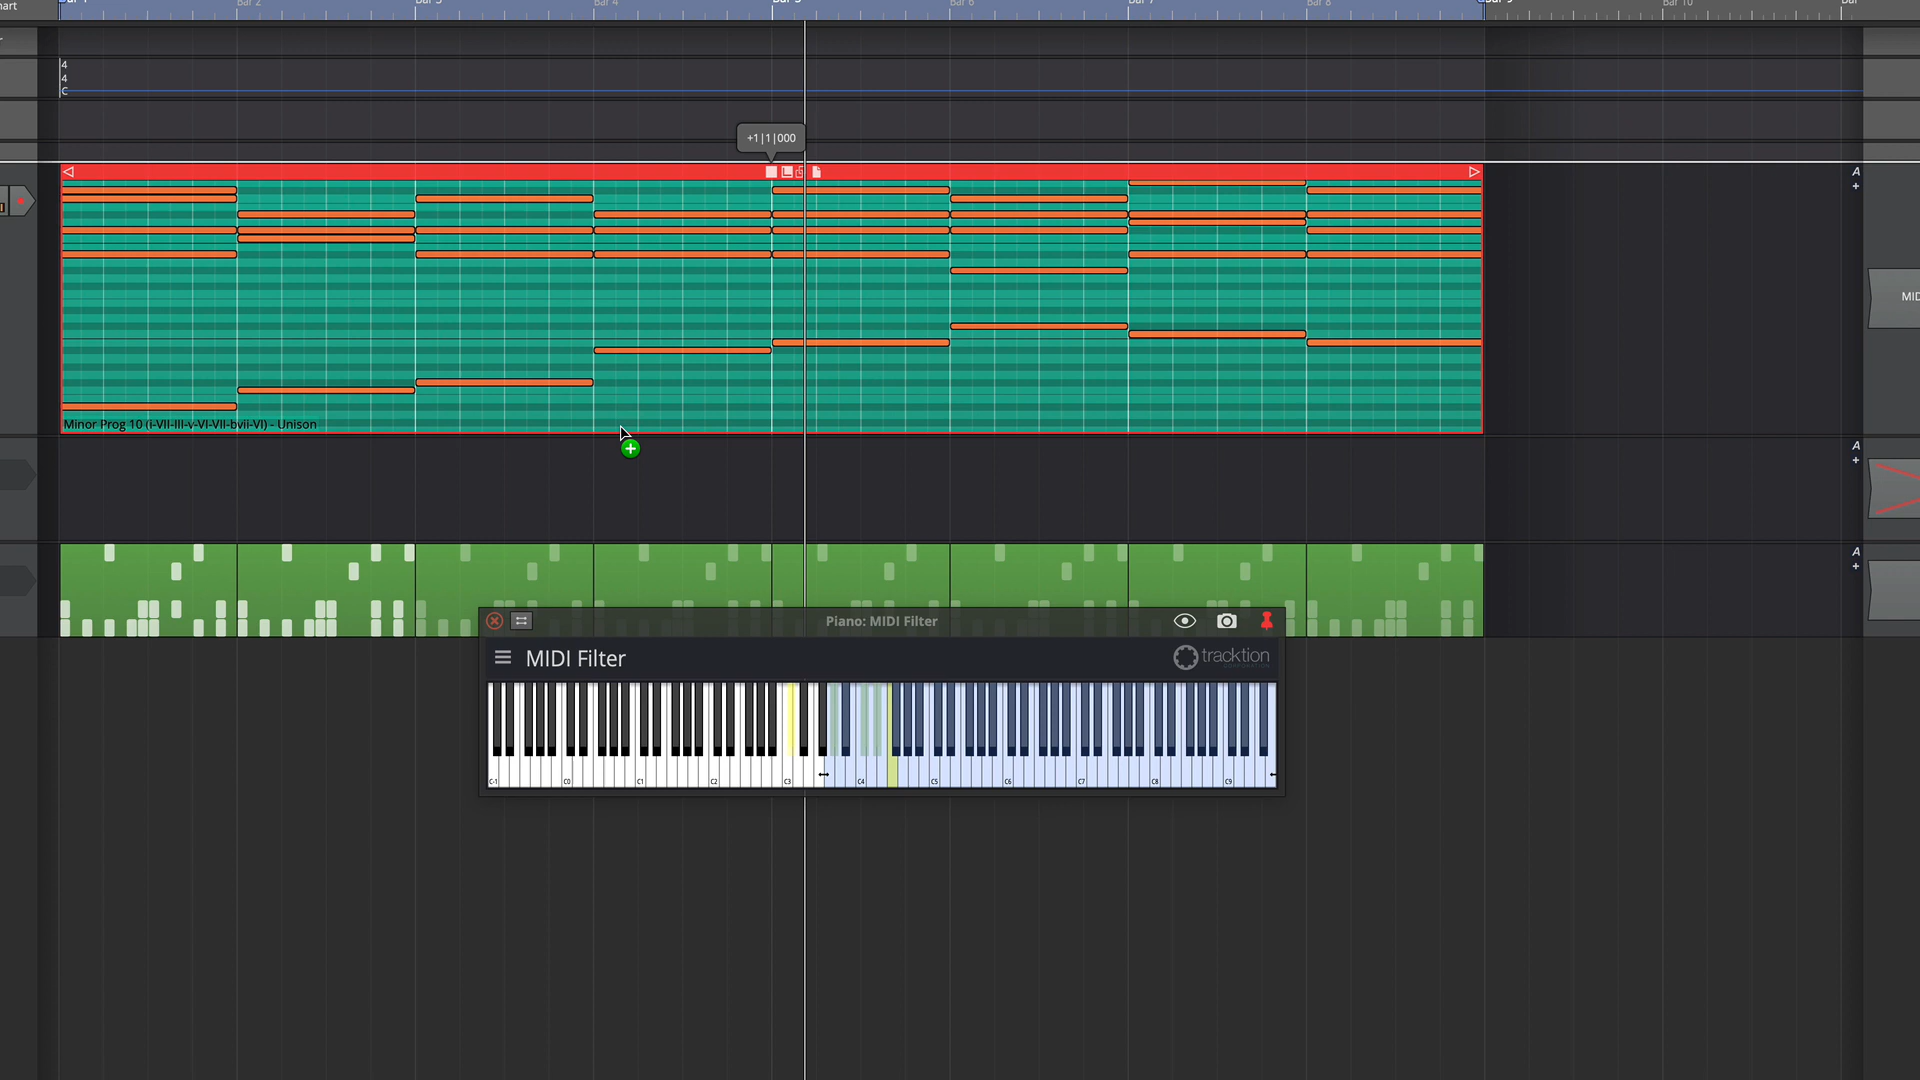 Bar 2
Bar 4
Bar 6
Bar 8
Bar 9
Bar 10
4
4
C
+1|1|000
A
+
MID
Minor Prog 10 (i-VII-III-v-VI-VII-bvii-VI) - Unison
A
+
A
+
Piano: MIDI Filter
MIDI Filter
tracktion
C-1 C0 C1 C2 C3 C4 C5 C6 C7 C8 C9